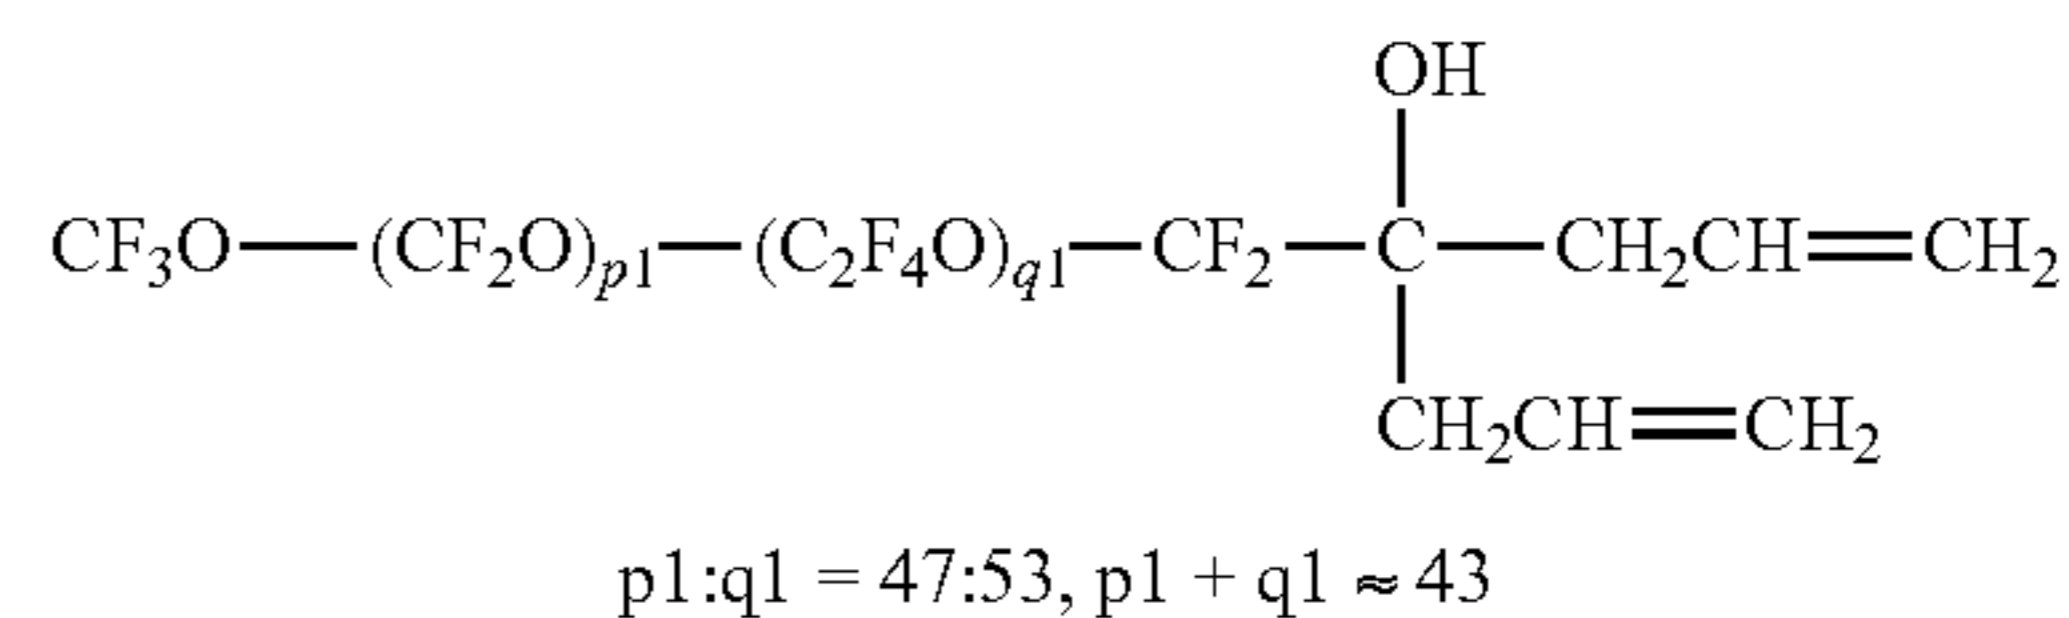 OH
CF₃O—(CF₂O)ₚ₁—(C₂F₄O)q₁—CF₂—C—CH₂CH=CH₂
CH₂CH=CH₂
p1:q1 = 47:53, p1 + q1 ≈ 43